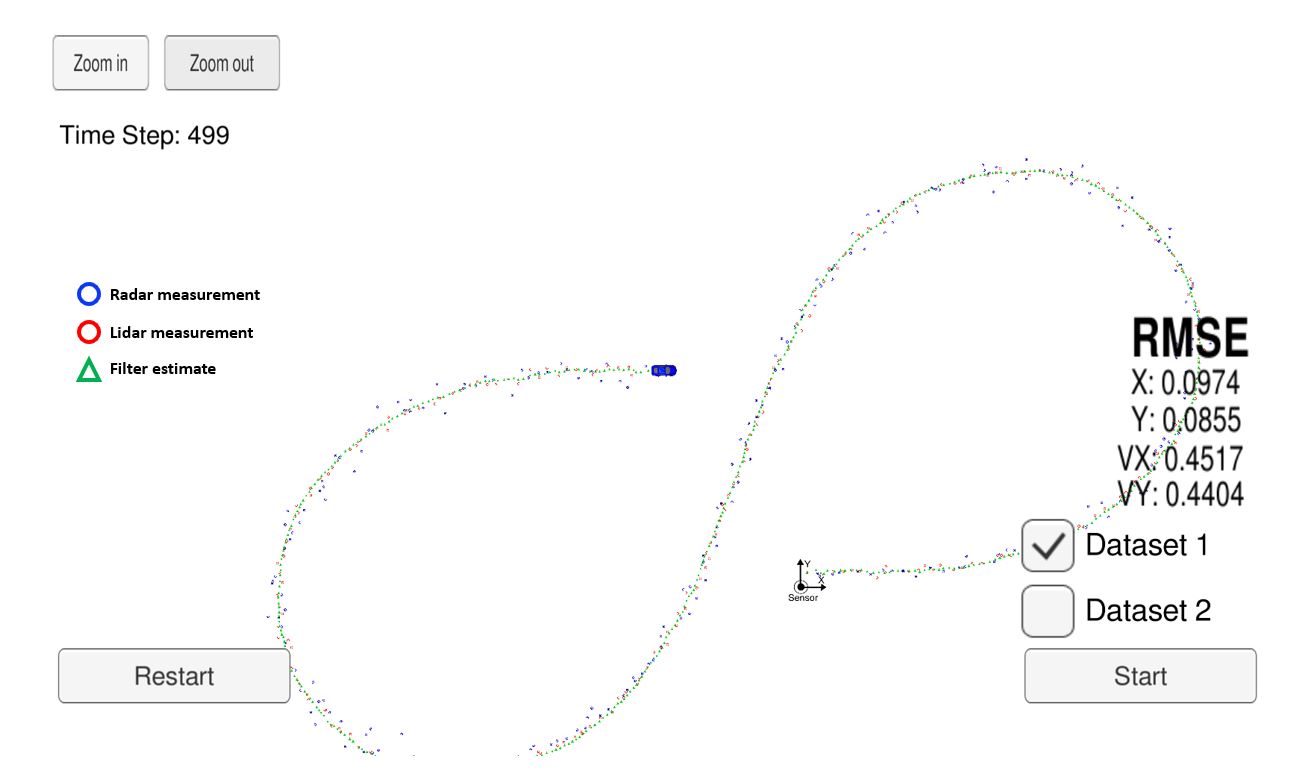 Zoom in
Zoom out
Time Step: 499
Radar measurement
Lidar measurement
Filter estimate
RMSE
X: 0.0974
Y: 0.0855
VX: 0.4517
VY: 0.4404
Dataset 1
Y
X
Sensor
Dataset 2
Restart
Start